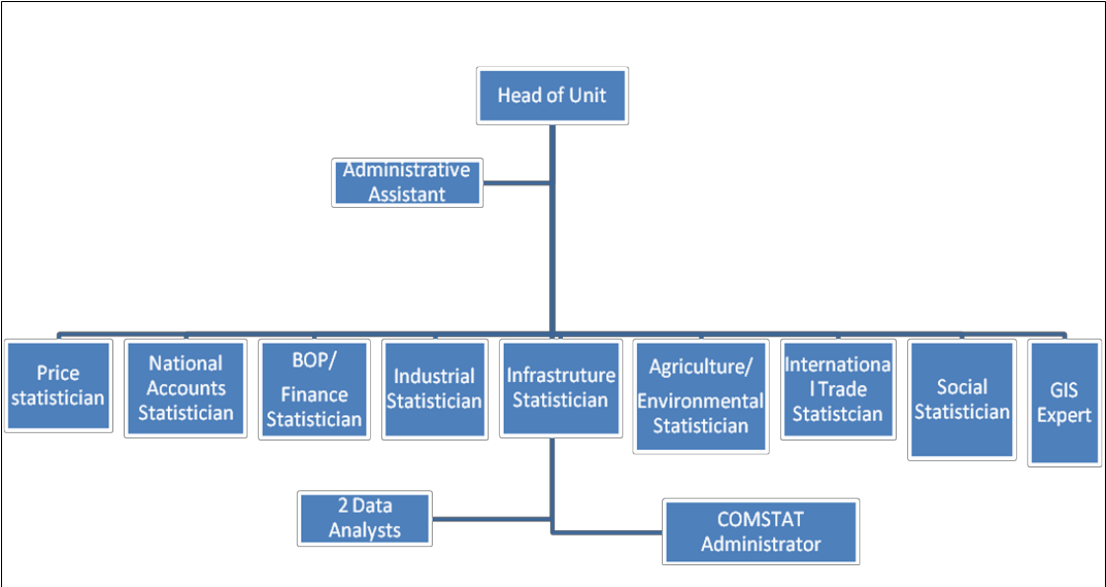 Head of Unit
Administrative
Assistant
Price
statistician
National
Accounts
Statistician
BOP/
Finance
Statistician
Industrial
Statistician
Infrastruture
Statistician
Agriculture/
Environmental
Statistician
Internationa
l Trade
Statistcian
Social
Statistician
GIS
Expert
2 Data
Analysts
COMSTAT
Administrator